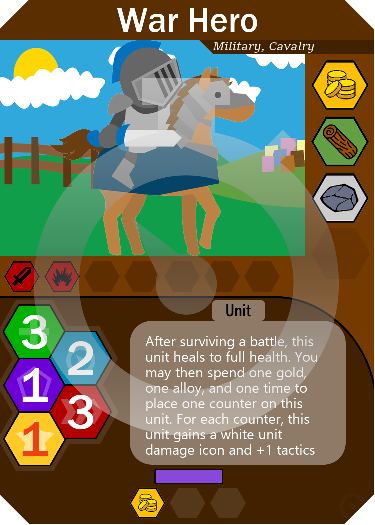 War Hero
Military, Cavalry
Unit
3
2
1
3
1
After surviving a battle, this
unit heals to full health. You
may then spend one gold,
one alloy, and one time to
place one counter on this
unit. For each counter, this
unit gains a white unit
damage icon and +1 tactics